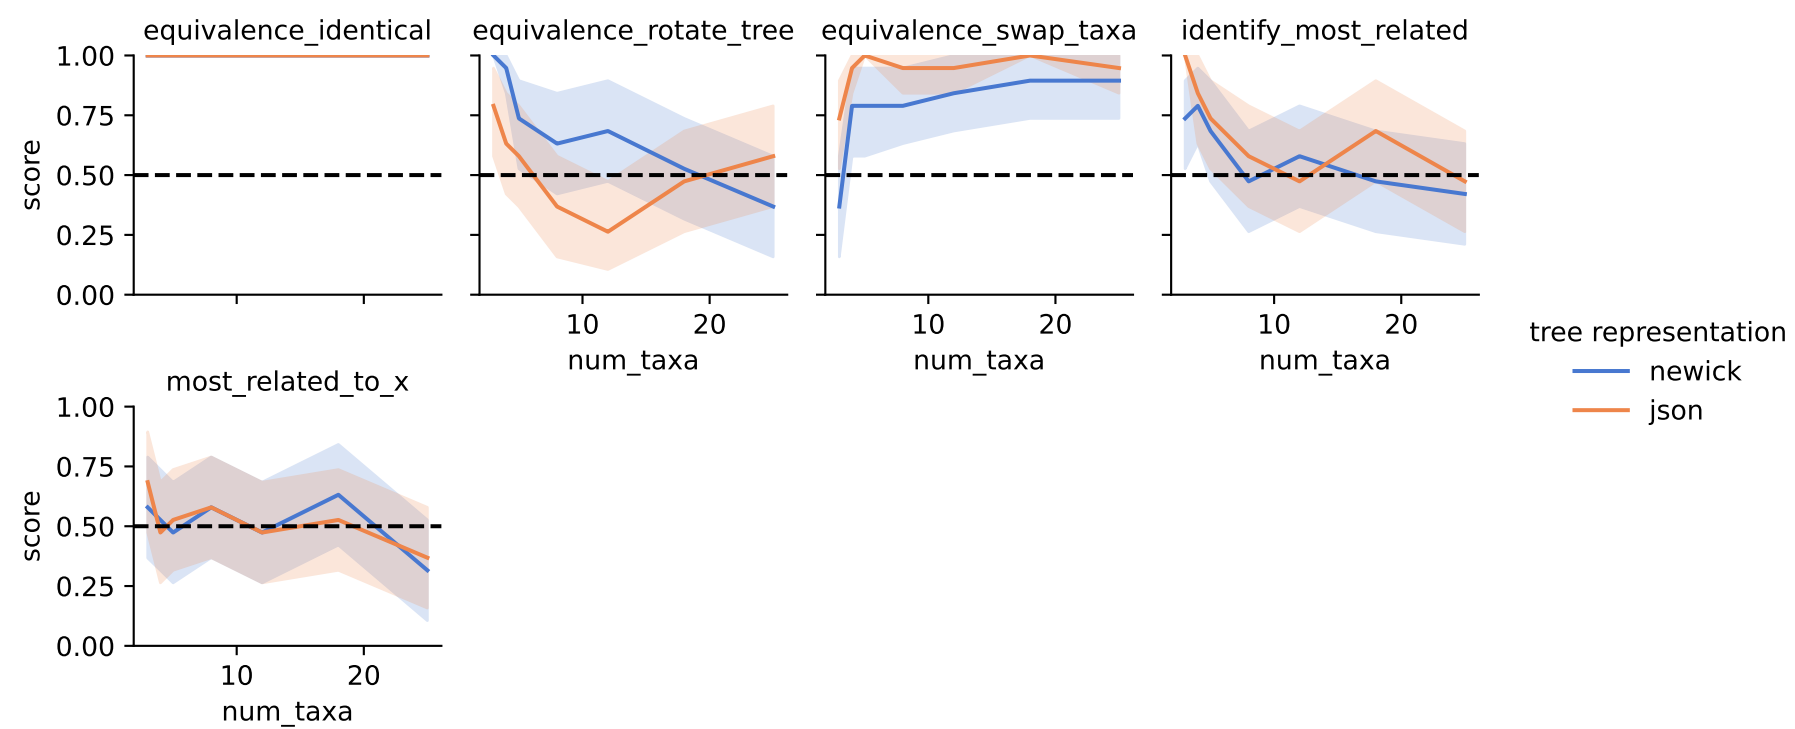 equivalence_identical
equivalence_rotate_tree
equivalence_swap_taxa
identify_most_related
1.00
0.75
0.50
0.25
0.00
score
10
20
num_taxa
10
20
num_taxa
10
20
num_taxa
most_related_to_x
1.00
0.75
0.50
0.25
0.00
score
10
20
num_taxa
tree representation
newick
json